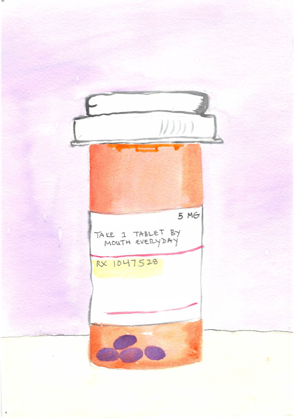 5 MG
TAKE 1 TABLET BY
MOUTH EVERYDAY
RX 1047528